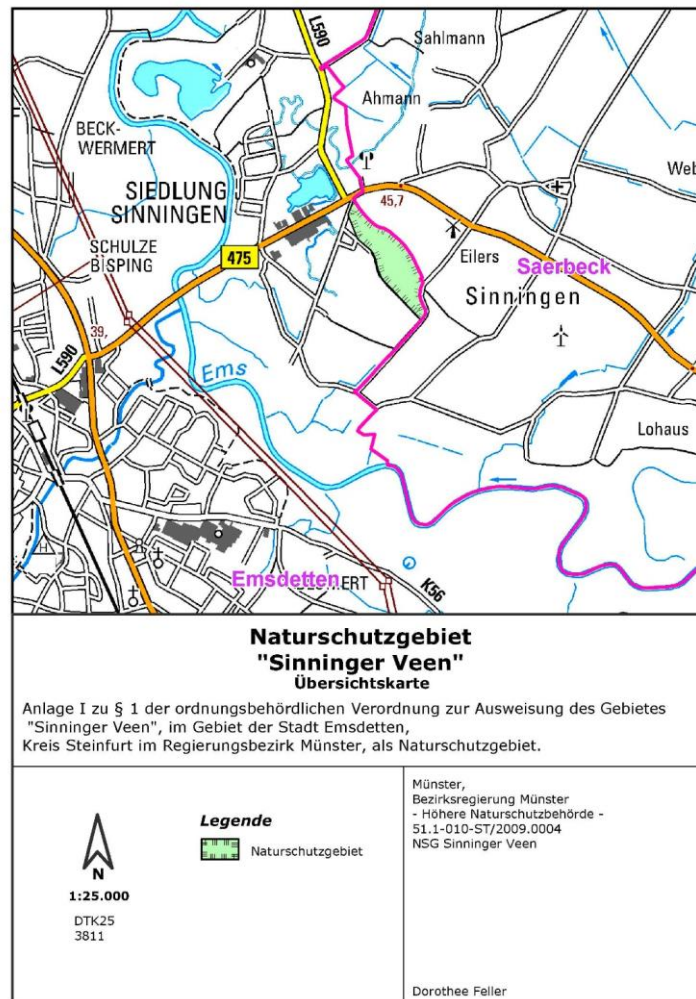 L590
Sahlmann
Ahmann
BECK-
WERMERT
SIEDLUNG
SINNINGEN
45,7
SCHULZE
BISPING
475
Eilers
Saerbeck
Sinningen
39,
L590
Ems
Lohaus
Emsdetten
K56
Naturschutzgebiet
"Sinninger Veen"
Übersichtskarte
Anlage I zu § 1 der ordnungsbehördlichen Verordnung zur Ausweisung des Gebietes
"Sinninger Veen", im Gebiet der Stadt Emsdetten,
Kreis Steinfurt im Regierungsbezirk Münster, als Naturschutzgebiet.
N
1:25.000
DTK25
3811
Legende
Naturschutzgebiet
Münster,
Bezirksregierung Münster
- Höhere Naturschutzbehörde -
51.1-010-ST/2009.0004
NSG Sinninger Veen
Dorothee Feller